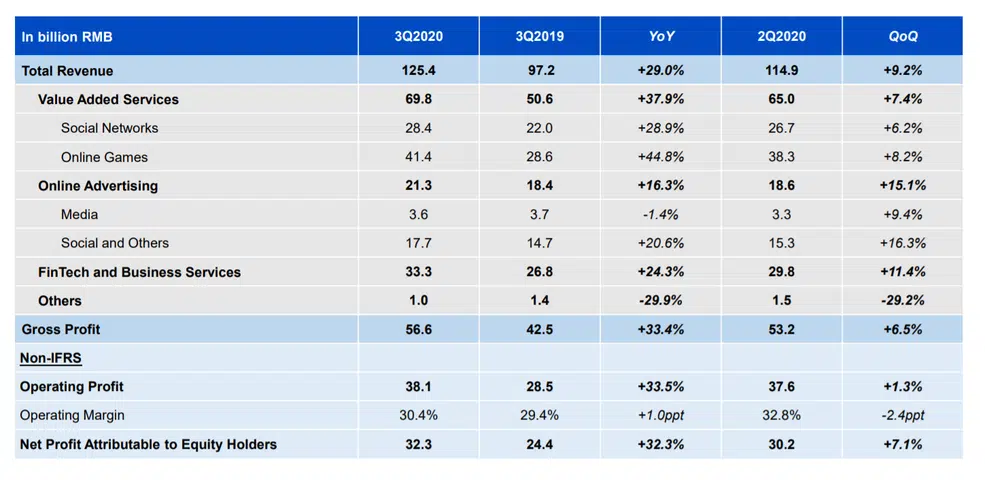 In billion RMB 3Q2020 3Q2019 YoY 2Q2020 QoQ
Total Revenue 125.4 97.2 +29.0% 114.9 +9.2%
Value Added Services 69.8 50.6 +37.9% 65.0 +7.4%
Social Networks 28.4 22.0 +28.9% 26.7 +6.2%
Online Games 41.4 28.6 +44.8% 38.3 +8.2%
Online Advertising 21.3 18.4 +16.3% 18.6 +15.1%
Media 3.6 3.7 -1.4% 3.3 +9.4%
Social and Others 17.7 14.7 +20.6% 15.3 +16.3%
FinTech and Business Services 33.3 26.8 +24.3% 29.8 +11.4%
Others 1.0 1.4 -29.9% 1.5 -29.2%
Gross Profit 56.6 42.5 +33.4% 53.2 +6.5%
Non-IFRS
Operating Profit 38.1 28.5 +33.5% 37.6 +1.3%
Operating Margin 30.4% 29.4% +1.0ppt 32.8% -2.4ppt
Net Profit Attributable to Equity Holders 32.3 24.4 +32.3% 30.2 +7.1%